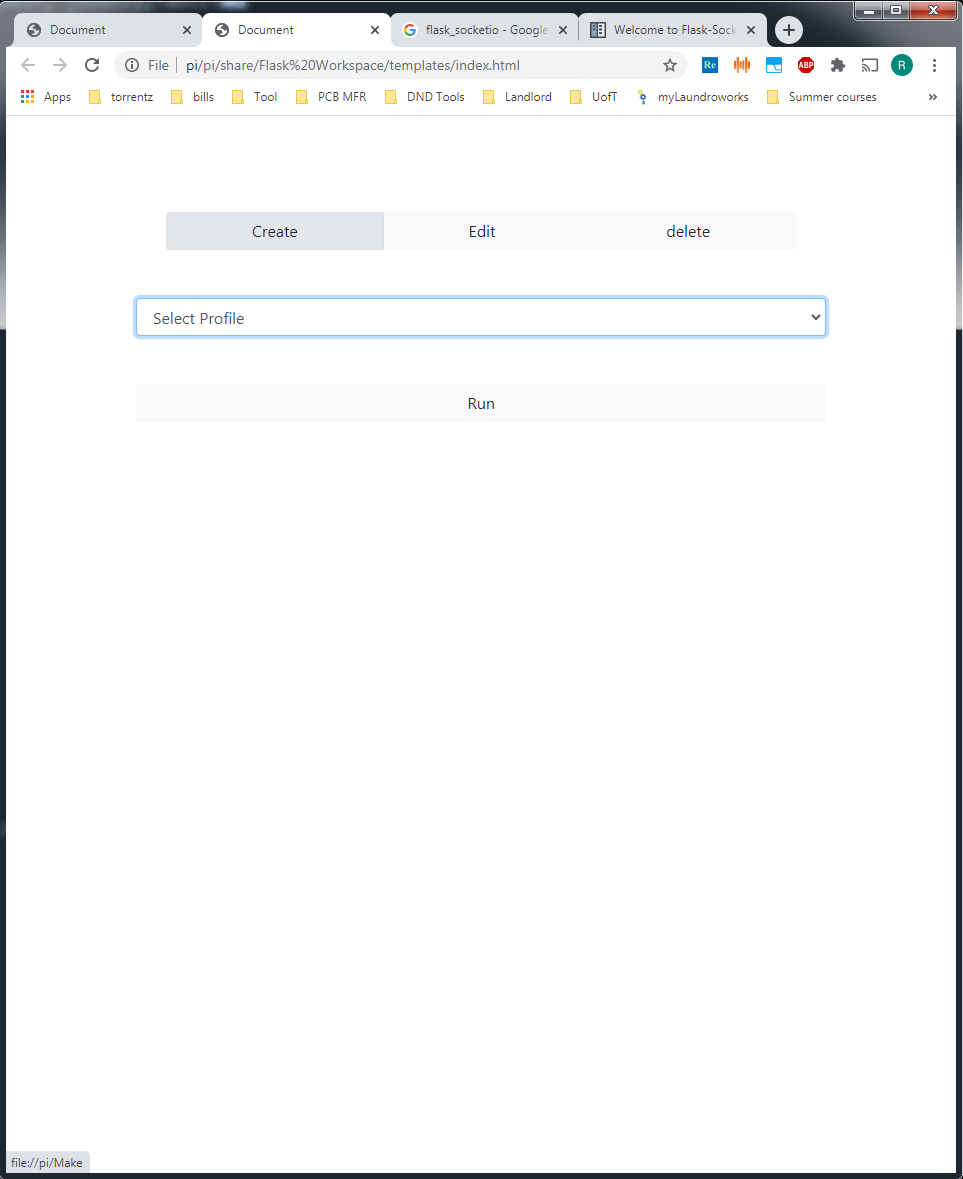 Document Document flask_socketio - Google Welcome to Flask-Sock
File pi/pi/share/Flask%20Workspace/templates/index.html Re ABP R
Apps torrentz bills Tool PCB MFR DND Tools Landlord UofT myLaundroworks Summer courses »
Create Edit delete
Select Profile
Run
file://pi/Make